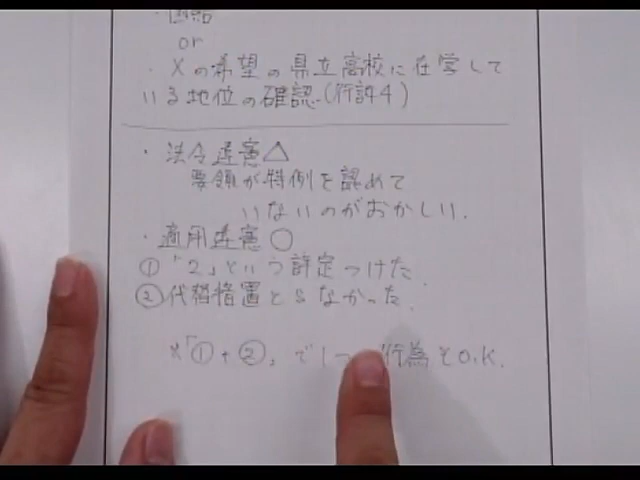 or
・Xの希望の県立高校に在学して
いる地位の確認.(行訴4)
・法令違憲△
要領が特例を認めて
いないのがおかしい.
・適用違憲○
①「2」という評定つけた.
②代替措置とらなかった.
*「①+②」で1つ 行為もO.K.